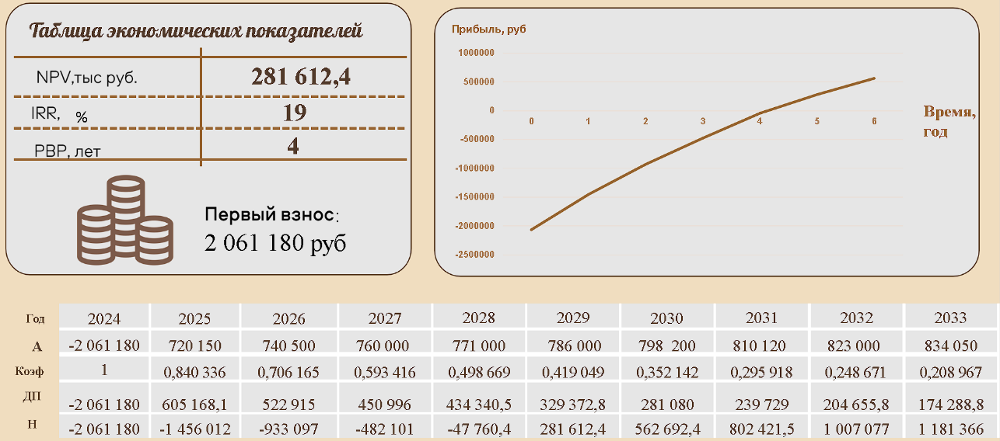 Таблица экономических показателей
NPV,тыс руб. 281 612,4
IRR, % 19
PBP, лет 4
Первый взнос:
2 061 180 руб
Прибыль, руб
1000000
500000
0
-500000
-1000000
-1500000
-2000000
-2500000
0 1 2 3 4 5 6
Время,
год
Год 2024 2025 2026 2027 2028 2029 2030 2031 2032 2033
А -2 061 180 720 150 740 500 760 000 771 000 786 000 798 200 810 120 823 000 834 050
Коэф 1 0,840 336 0,706 165 0,593 416 0,498 669 0,419 049 0,352 142 0,295 918 0,248 671 0,208 967
ДП -2 061 180 605 168,1 522 915 450 996 434 340,5 329 372,8 281 080 239 729 204 655,8 174 288,8
Н -2 061 180 -1 456 012 -933 097 -482 101 -47 760,4 281 612,4 562 692,4 802 421,5 1 007 077 1 181 366